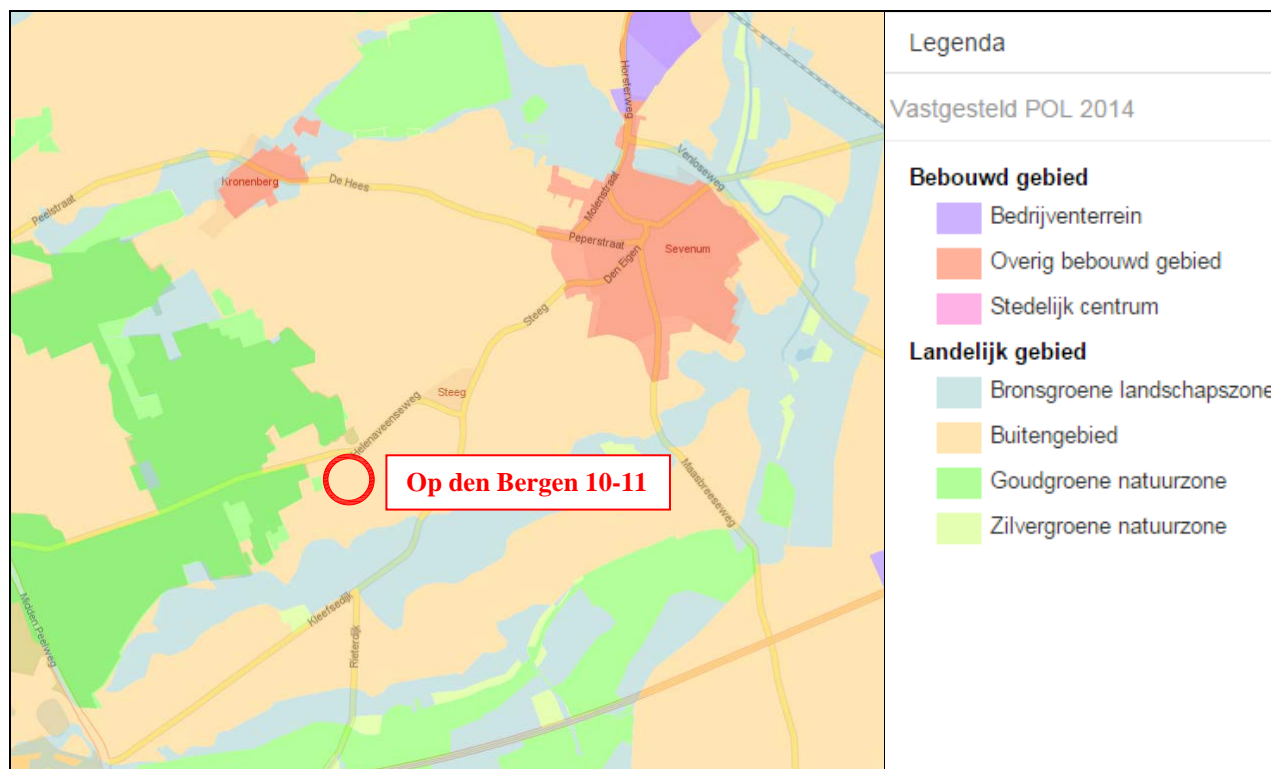 Horsterweg
Venloseweg
Kronenberg
De Hees
Molenstraat
Peelstraat
Peperstraat
Sevenum
Den Eigen
Steeg
Steeg
Helenaveenseweg
Op den Bergen 10-11
Maasbreeseweg
Kleefsedijk
Midden Peelweg
Rieterdijk
Legenda
Vastgesteld POL 2014
Bebouwd gebied
Bedrijventerrein
Overig bebouwd gebied
Stedelijk centrum
Landelijk gebied
Bronsgroene landschapszone
Buitengebied
Goudgroene natuurzone
Zilvergroene natuurzone